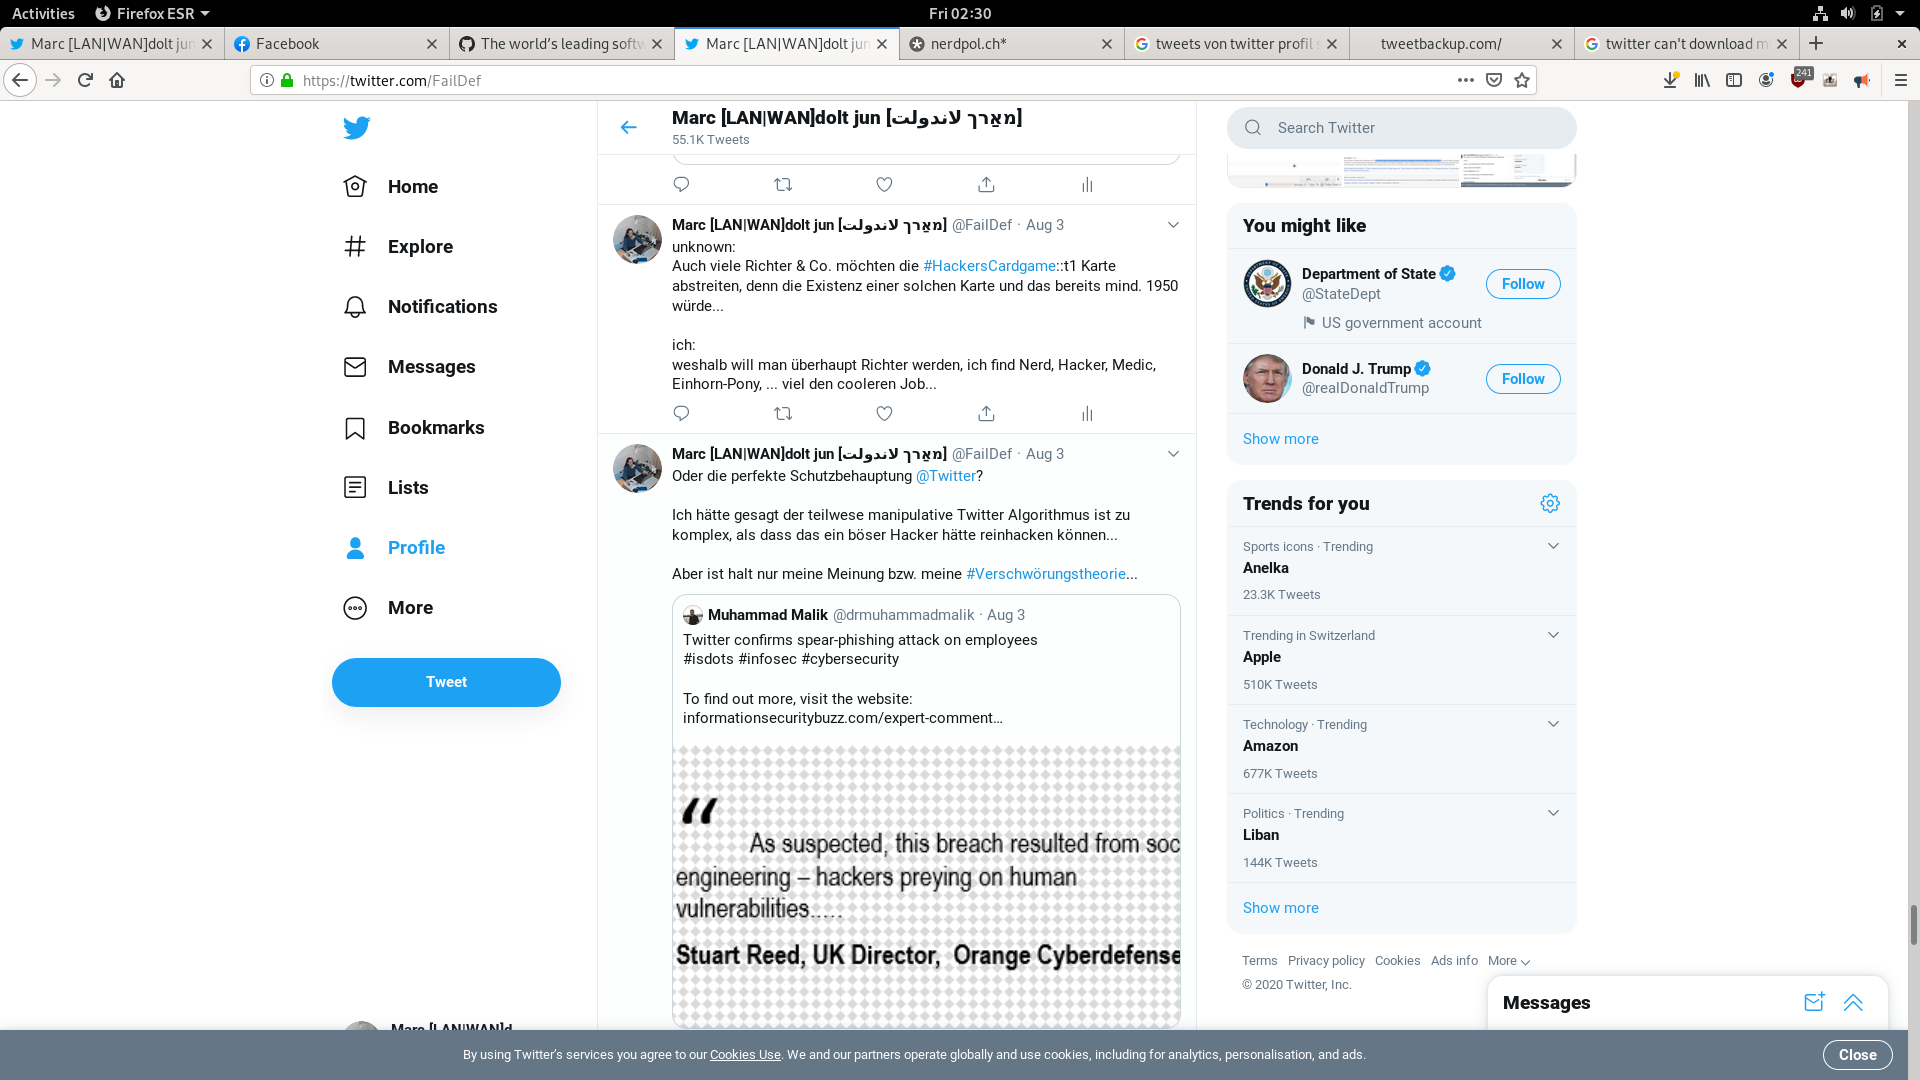 Activities
Firefox ESR
Fri 02:30
Marc [LAN|WAN]dolt jun
Facebook
The world's leading softw
Marc [LAN|WAN]dolt jun
nerdpol.ch*
tweets von twitter profil s
tweetbackup.com/
twitter can't download m
https://twitter.com/FailDef
241
Home
Explore
Notifications
Messages
Bookmarks
Lists
Profile
More
Tweet
Marc [LAN|WAN]d
Marc [LAN|WAN]dolt jun [מאַרך لاندولت]
55.1K Tweets
Marc [LAN|WAN]dolt jun [מאַרך لاندولت] @FailDef · Aug 3
unknown:
Auch viele Richter & Co. möchten die #HackersCardgame::t1 Karte
abstreiten, denn die Existenz einer solchen Karte und das bereits mind. 1950
würde...
ich:
weshalb will man überhaupt Richter werden, ich find Nerd, Hacker, Medic,
Einhorn-Pony, ... viel den cooleren Job...
Marc [LAN|WAN]dolt jun [מאַרך لاندولت] @FailDef · Aug 3
Oder die perfekte Schutzbehauptung @Twitter?
Ich hätte gesagt der teilwese manipulative Twitter Algorithmus ist zu
komplex, als dass das ein böser Hacker hätte reinhacken können...
Aber ist halt nur meine Meinung bzw. meine #Verschwörungstheorie...
Muhammad Malik @drmuhammadmalik · Aug 3
Twitter confirms spear-phishing attack on employees
#isdots #infosec #cybersecurity
To find out more, visit the website:
informationsecuritybuzz.com/expert-comment…
“
As suspected, this breach resulted from soc
engineering – hackers preying on human
vulnerabilities.....
Stuart Reed, UK Director, Orange Cyberdefense
Search Twitter
You might like
Department of State
@StateDept
Follow
US government account
Donald J. Trump
@realDonaldTrump
Follow
Show more
Trends for you
Sports icons · Trending
Anelka
23.3K Tweets
Trending in Switzerland
Apple
510K Tweets
Technology · Trending
Amazon
677K Tweets
Politics · Trending
Liban
144K Tweets
Show more
Terms Privacy policy Cookies Ads info More
© 2020 Twitter, Inc.
Messages
By using Twitter's services you agree to our Cookies Use. We and our partners operate globally and use cookies, including for analytics, personalisation, and ads.
Close